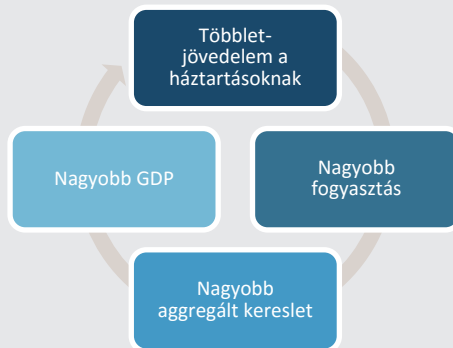 Többlet-
jövedelem a
háztartásoknak
Nagyobb
fogyasztás
Nagyobb
aggregált kereslet
Nagyobb GDP